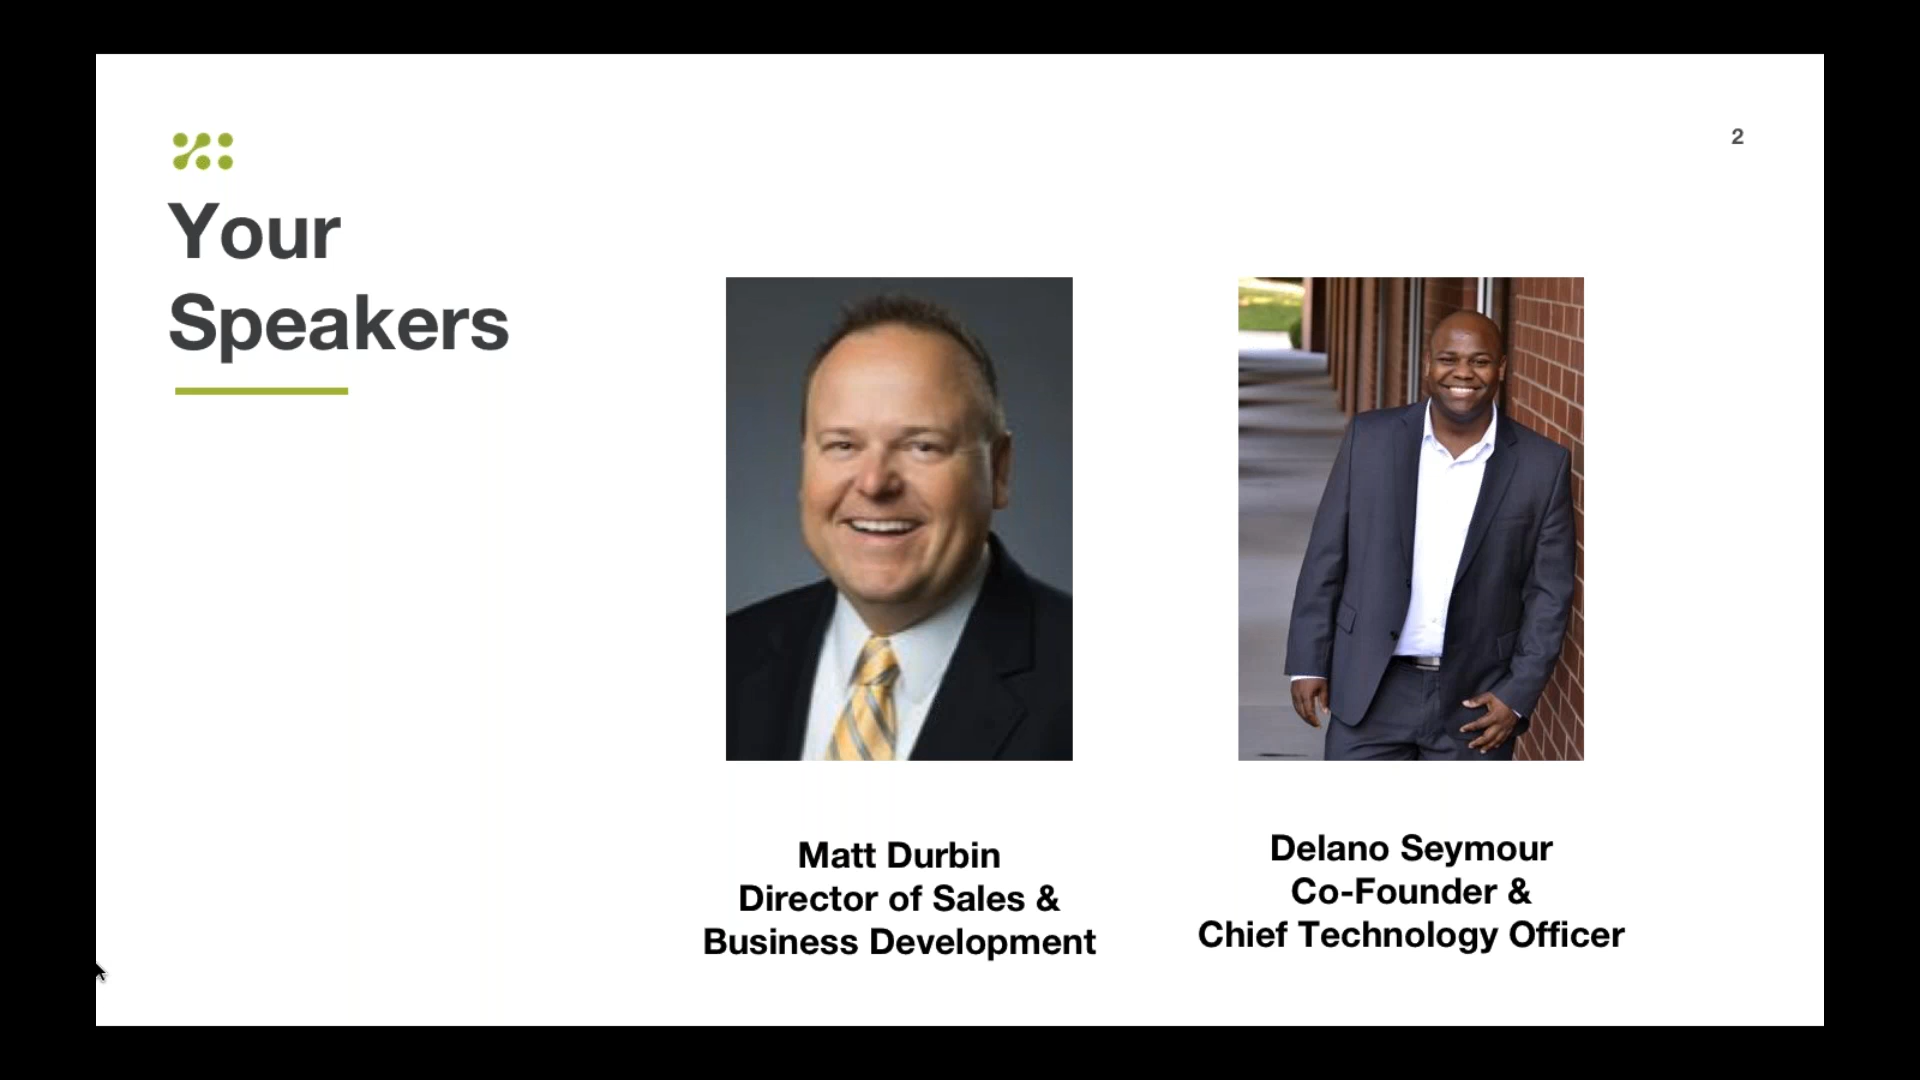 2
Your
Speakers
Matt Durbin
Director of Sales &
Business Development
Delano Seymour
Co-Founder &
Chief Technology Officer